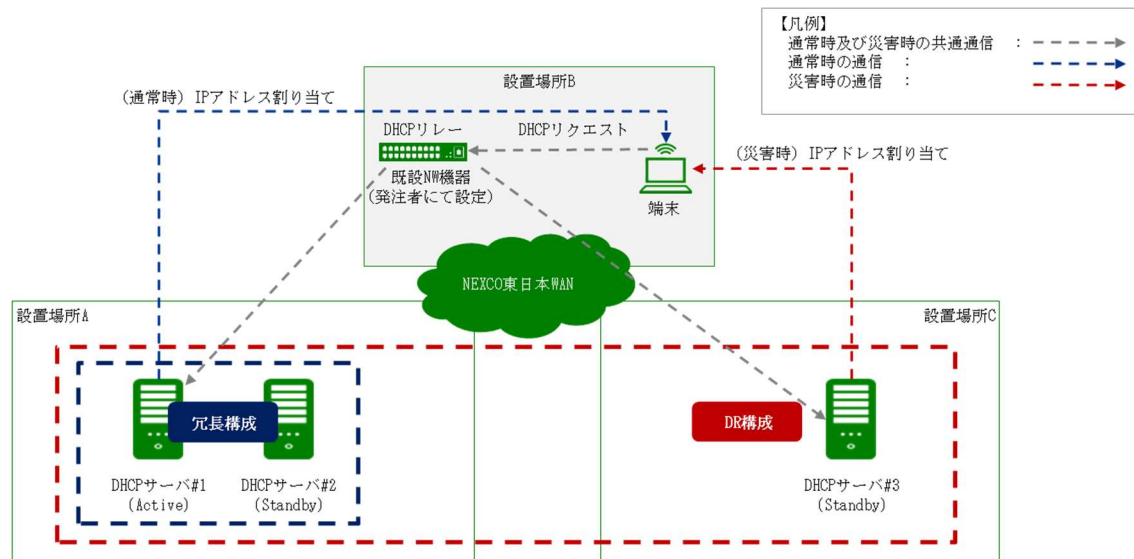 【凡例】
通常時及び災害時の共通通信 :
通常時の通信 :
災害時の通信 :
設置場所B
(通常時) IPアドレス割り当て
DHCPリレー
DHCPリクエスト
(災害時) IPアドレス割り当て
既設NW機器
(発注者にて設定)
端末
NEXCO東日本WAN
設置場所A
設置場所C
冗長構成
DR構成
DHCPサーバ#1
(Active)
DHCPサーバ#2
(Standby)
DHCPサーバ#3
(Standby)